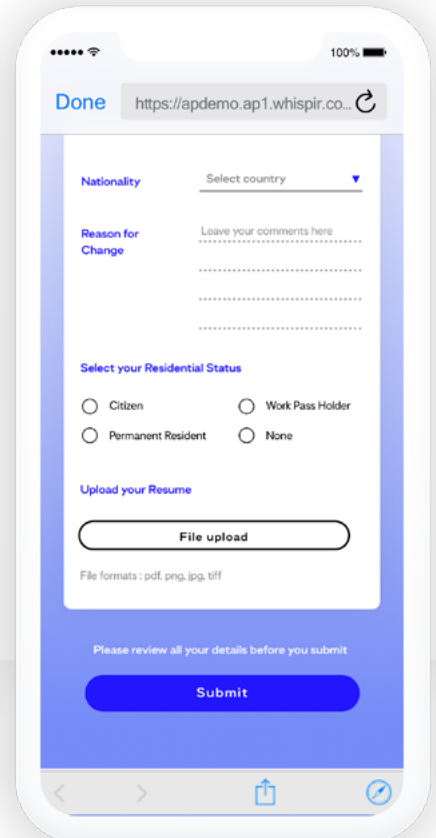 100%
Done
https://apdemo.ap1.whispir.co...
Nationality
Select country
Reason for
Change
Leave your comments here
Select your Residential Status
Citizen
Work Pass Holder
Permanent Resident
None
Upload your Resume
File upload
File formats : pdf, png, jpg, tiff
Please review all your details before you submit
Submit